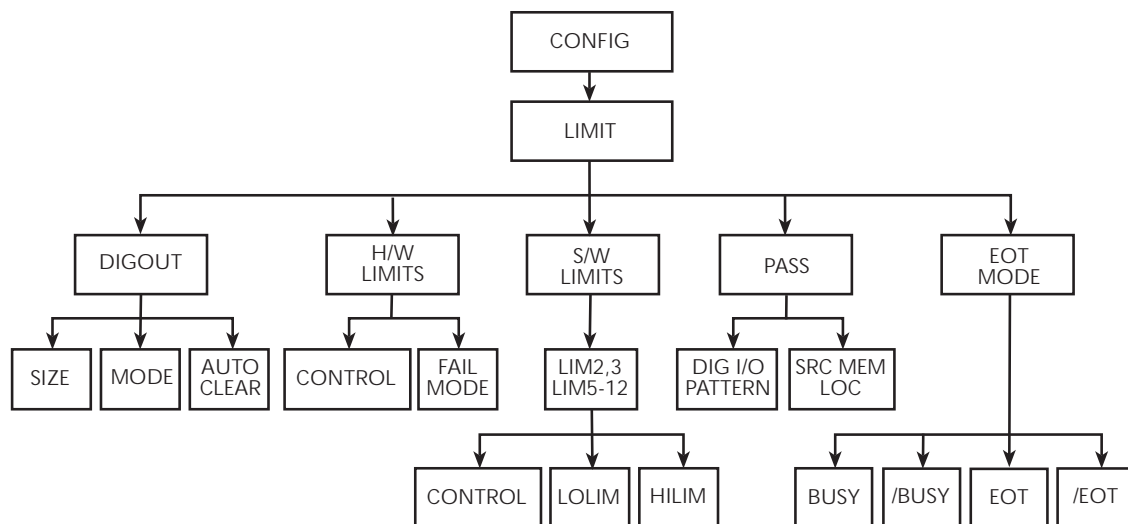 CONFIG
LIMIT
DIGOUT
H/W
LIMITS
S/W
LIMITS
PASS
EOT
MODE
SIZE
MODE
AUTO
CLEAR
CONTROL
FAIL
MODE
LIM2,3
LIM5-12
DIG I/O
PATTERN
SRC MEM
LOC
CONTROL
LOLIM
HILIM
BUSY
/BUSY
EOT
/EOT